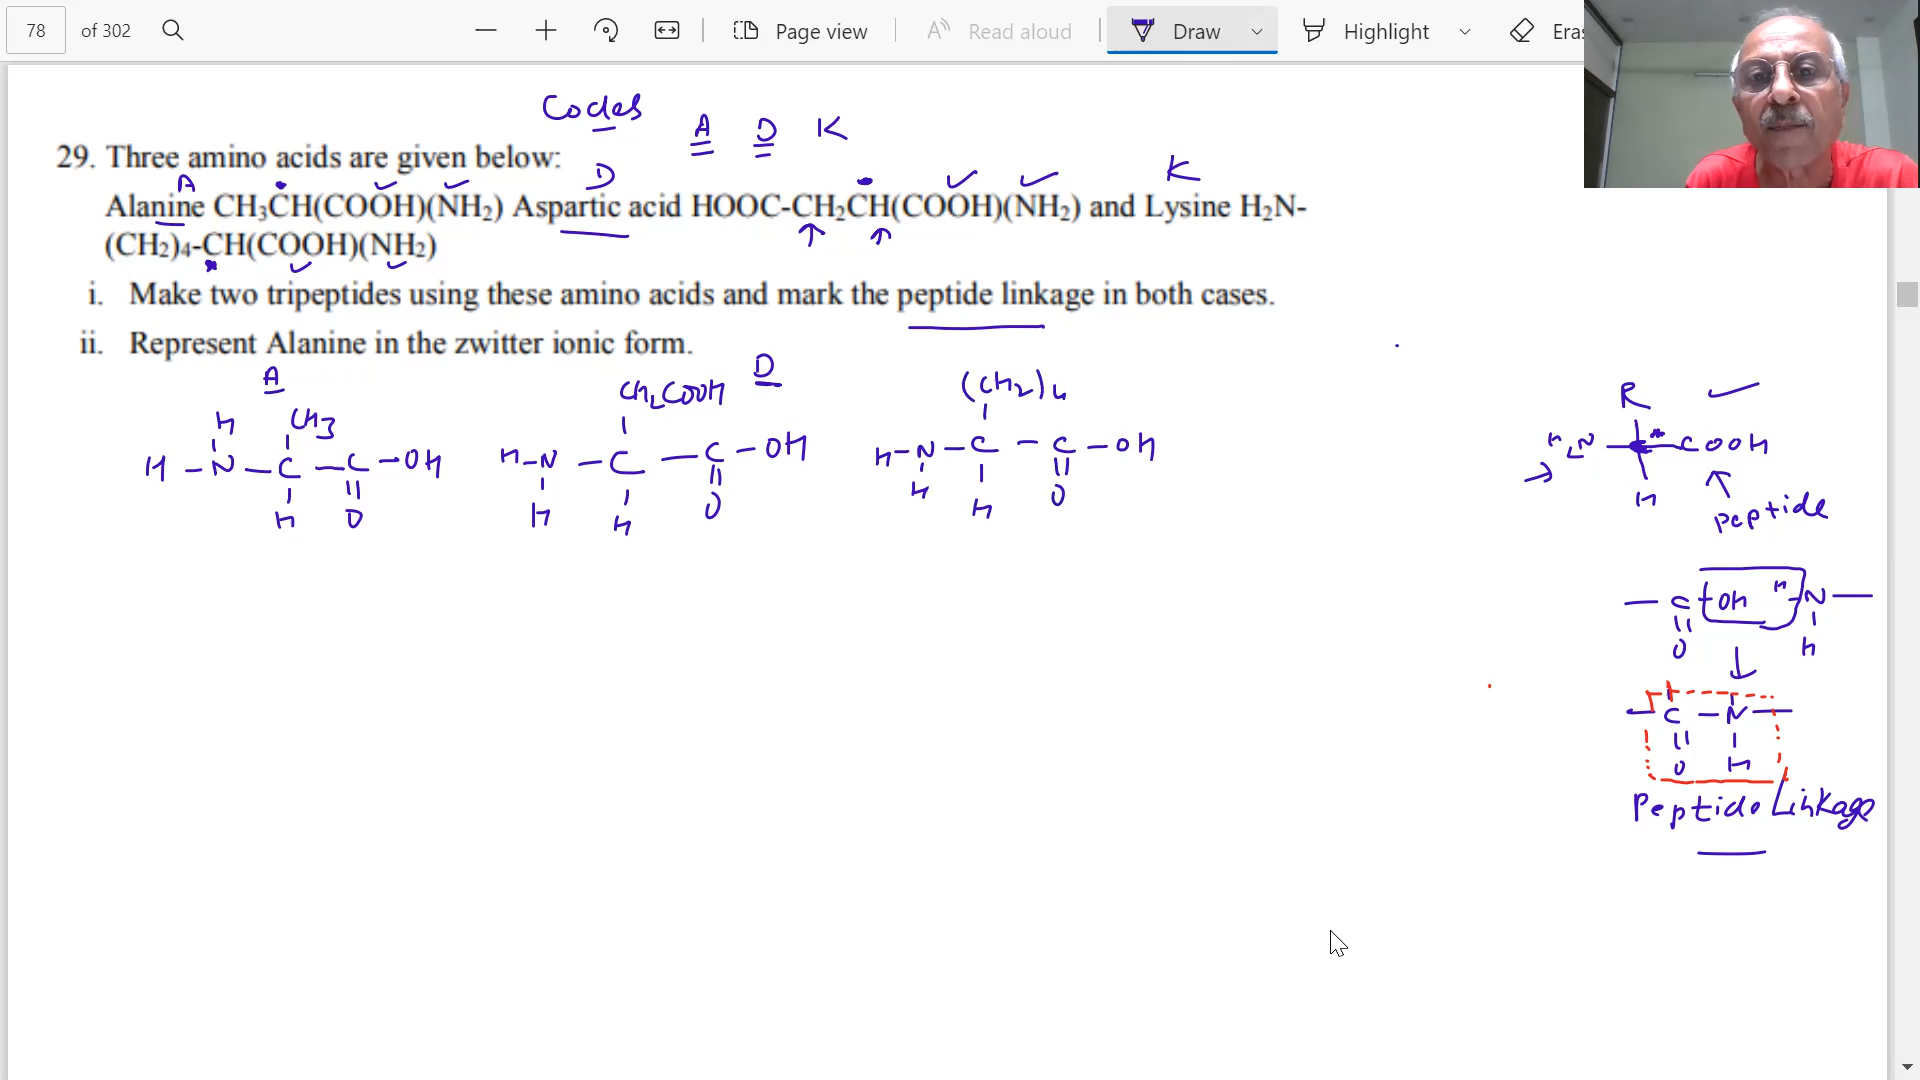 78 of 302 Page view Read aloud Draw Highlight Eras
Codes
A D K
29. Three amino acids are given below:
A D K
Alanine CH₃CH(COOH)(NH₂) Aspartic acid HOOC-CH₂CH(COOH)(NH₂) and Lysine H₂N-
(CH₂)₄-CH(COOH)(NH₂)
i. Make two tripeptides using these amino acids and mark the peptide linkage in both cases.
ii. Represent Alanine in the zwitter ionic form.
A D
H CH3 CH₂COOH (CH₂)₄
H – N – C – C – OH
H O
H – N – C – C – OH
H H O
H – N – C – C – OH
H H O
R
H₂N – * – COOH
H
Peptide
– C – OH H – N –
O H
– C – N –
O H
Peptide Linkage